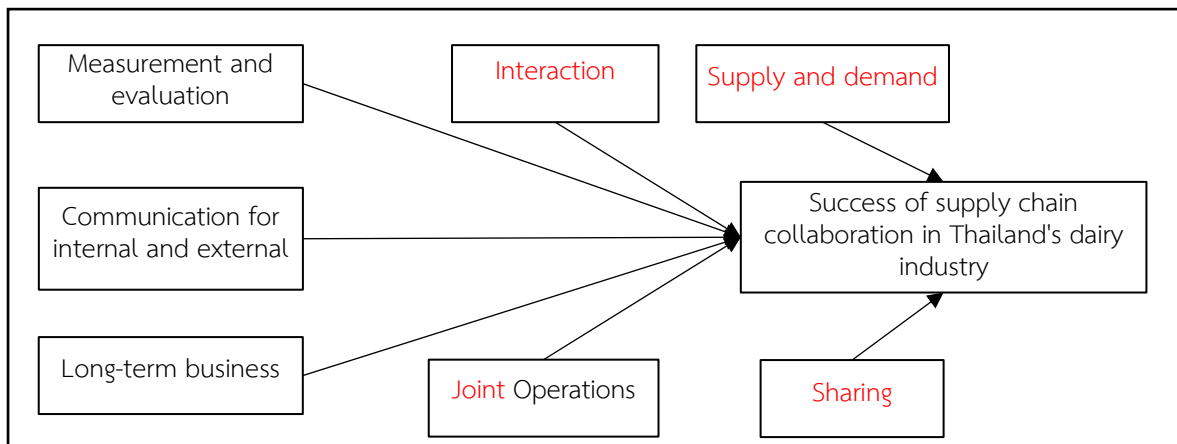 Measurement and
evaluation
Interaction
Supply and demand
Communication for
internal and external
Success of supply chain
collaboration in Thailand's dairy
industry
Long-term business
Joint Operations
Sharing